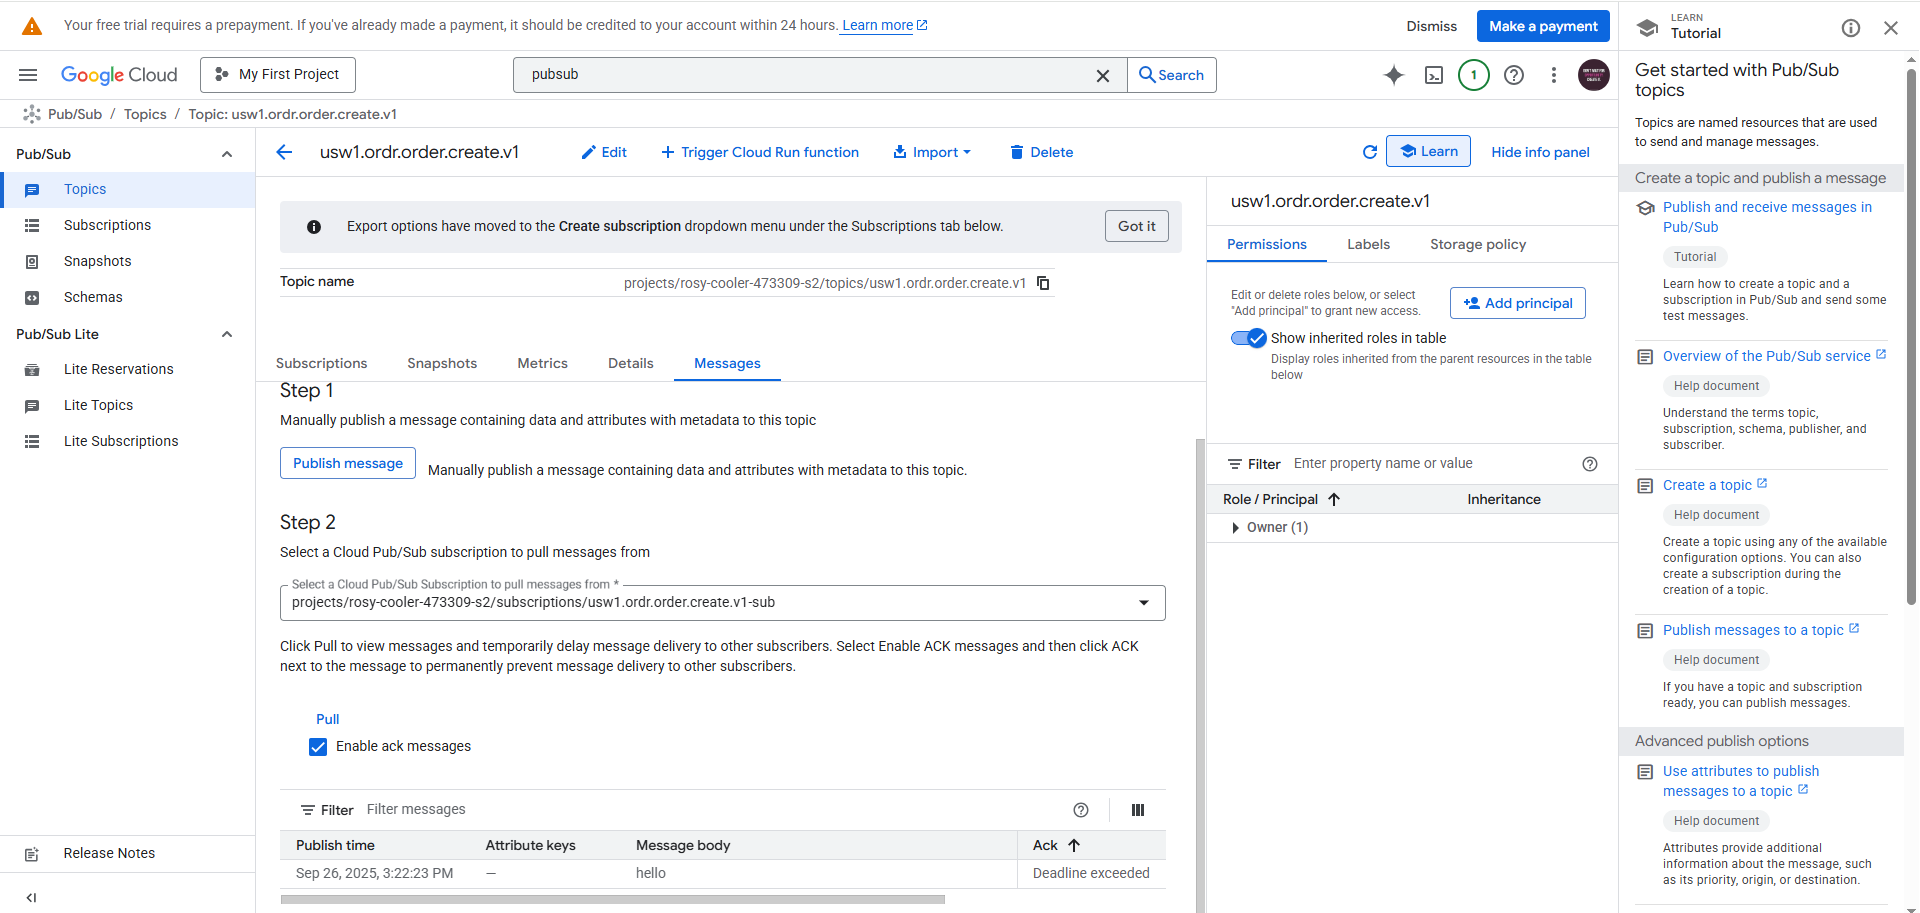 Your free trial requires a prepayment. If you've already made a payment, it should be credited to your account within 24 hours. Learn more
Dismiss
Make a payment
Google Cloud
My First Project
pubsub
Search
1
Pub/Sub / Topics / Topic: usw1.ordr.order.create.v1
Pub/Sub
Topics
Subscriptions
Snapshots
Schemas
Pub/Sub Lite
Lite Reservations
Lite Topics
Lite Subscriptions
Release Notes
usw1.ordr.order.create.v1
Edit
Trigger Cloud Run function
Import
Delete
Learn
Hide info panel
Export options have moved to the Create subscription dropdown menu under the Subscriptions tab below.
Got it
Topic name
projects/rosy-cooler-473309-s2/topics/usw1.ordr.order.create.v1
Subscriptions
Snapshots
Metrics
Details
Messages
Step 1
Manually publish a message containing data and attributes with metadata to this topic
Publish message
Manually publish a message containing data and attributes with metadata to this topic.
Step 2
Select a Cloud Pub/Sub subscription to pull messages from
Select a Cloud Pub/Sub Subscription to pull messages from *
projects/rosy-cooler-473309-s2/subscriptions/usw1.ordr.order.create.v1-sub
Click Pull to view messages and temporarily delay message delivery to other subscribers. Select Enable ACK messages and then click ACK
next to the message to permanently prevent message delivery to other subscribers.
Pull
Enable ack messages
Filter
Filter messages
Publish time
Attribute keys
Message body
Ack
Sep 26, 2025, 3:22:23 PM
—
hello
Deadline exceeded
usw1.ordr.order.create.v1
Permissions
Labels
Storage policy
Edit or delete roles below, or select
"Add principal" to grant new access.
Add principal
Show inherited roles in table
Display roles inherited from the parent resources in the table
below
Filter
Enter property name or value
Role / Principal
Inheritance
Owner (1)
LEARN
Tutorial
Get started with Pub/Sub
topics
Topics are named resources that are used
to send and manage messages.
Create a topic and publish a message
Publish and receive messages in
Pub/Sub
Tutorial
Learn how to create a topic and a
subscription in Pub/Sub and send some
test messages.
Overview of the Pub/Sub service
Help document
Understand the terms topic,
subscription, schema, publisher, and
subscriber.
Create a topic
Help document
Create a topic using any of the available
configuration options. You can also
create a subscription during the
creation of a topic.
Publish messages to a topic
Help document
If you have a topic and subscription
ready, you can publish messages.
Advanced publish options
Use attributes to publish
messages to a topic
Help document
Attributes provide additional
information about the message, such
as its priority, origin, or destination.